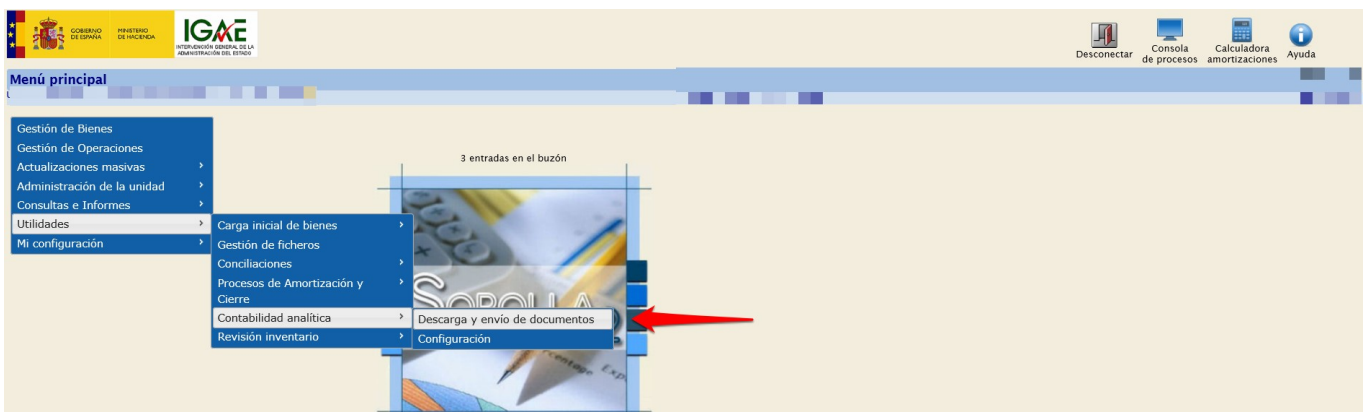 GOBIERNO
DE ESPAÑA
MINISTERIO
DE HACIENDA
IGAE
INTERVENCIÓN GENERAL DE LA
ADMINISTRACIÓN DEL ESTADO
Desconectar
Consola
de procesos
Calculadora
amortizaciones
Ayuda
Menú principal
Gestión de Bienes
Gestión de Operaciones
Actualizaciones masivas
Administración de la unidad
Consultas e Informes
Utilidades
Mi configuración
3 entradas en el buzón
Carga inicial de bienes
Gestión de ficheros
Conciliaciones
Procesos de Amortización y
Cierre
Contabilidad analítica
Revisión inventario
SOROLLA
Descarga y envío de documentos
Configuración